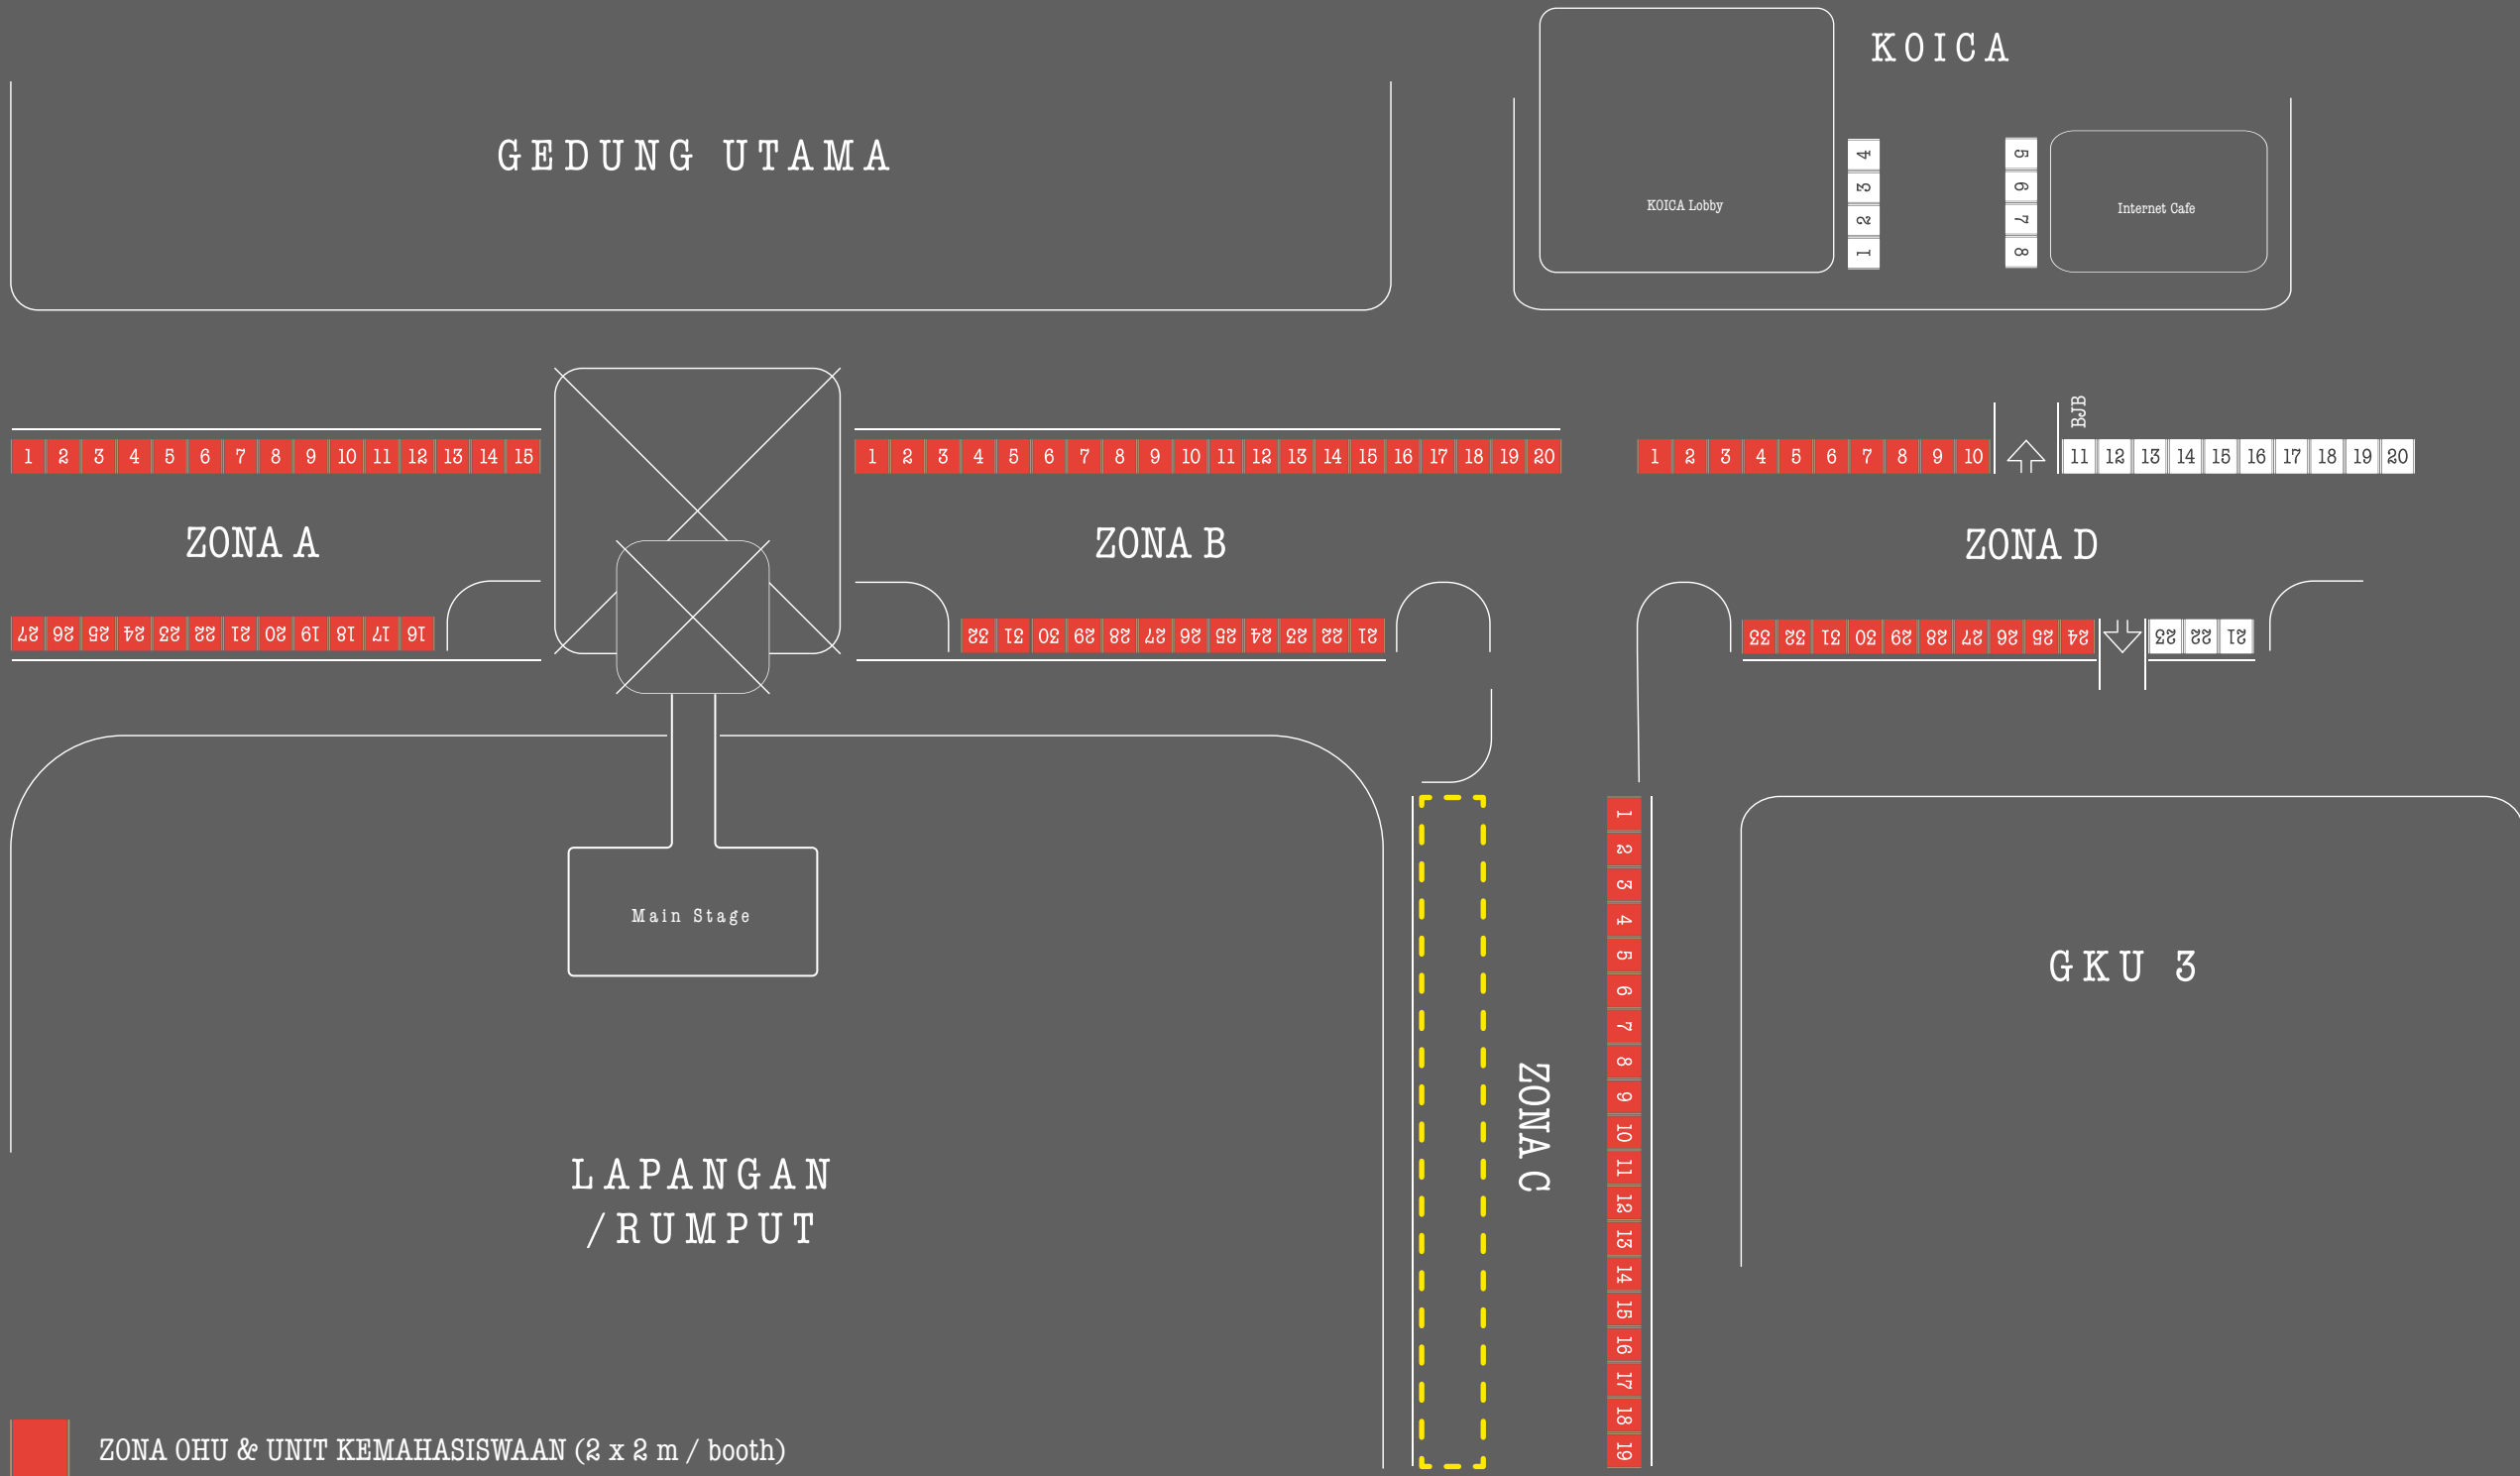 KOICA
GEDUNG UTAMA
KOICA Lobby
4
3
2
1
5
6
7
8
Internet Cafe
BJB
1 2 3 4 5 6 7 8 9 10 11 12 13 14 15
1 2 3 4 5 6 7 8 9 10 11 12 13 14 15 16 17 18 19 20
1 2 3 4 5 6 7 8 9 10
11 12 13 14 15 16 17 18 19 20
ZONA A
ZONA B
ZONA D
27 26 25 24 23 22 21 20 19 18 17 16
32 31 30 29 28 27 26 25 24 23 22 21
33 32 31 30 29 28 27 26 25 24
23 22 21
Main Stage
ZONA C
1
2
3
4
5
6
7
8
9
10
11
12
13
14
15
16
17
18
19
GKU 3
LAPANGAN
/RUMPUT
ZONA OHU & UNIT KEMAHASISWAAN (2 x 2 m / booth)